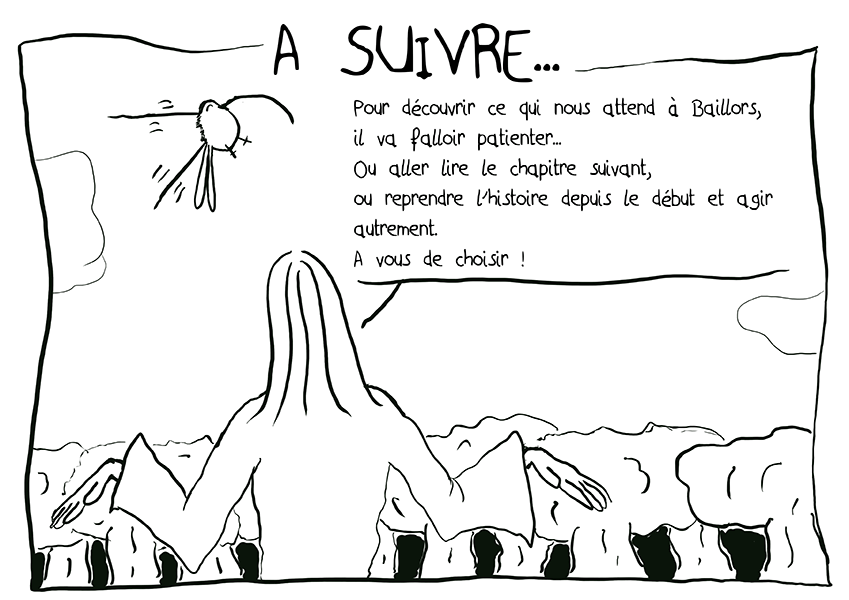 A SUIVRE...
Pour découvrir ce qui nous attend à Baillors,
il va falloir patienter...
Ou aller lire le chapitre suivant,
ou reprendre l'histoire depuis le début et agir
autrement.
A vous de choisir !